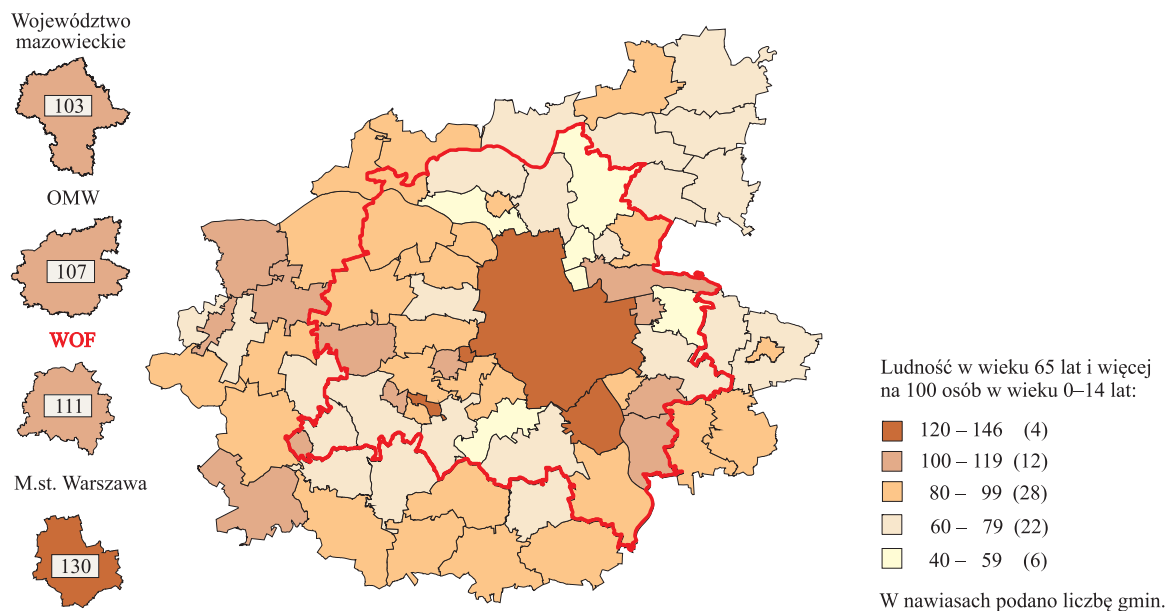 Województwo
mazowieckie
103
OMW
107
WOF
111
M.st. Warszawa
130
Ludność w wieku 65 lat i więcej
na 100 osób w wieku 0–14 lat:
120 – 146 (4)
100 – 119 (12)
80 – 99 (28)
60 – 79 (22)
40 – 59 (6)
W nawiasach podano liczbę gmin.